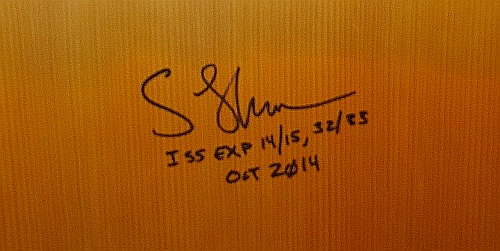 ISS EXP 14/15, 32/33
OCT 2014